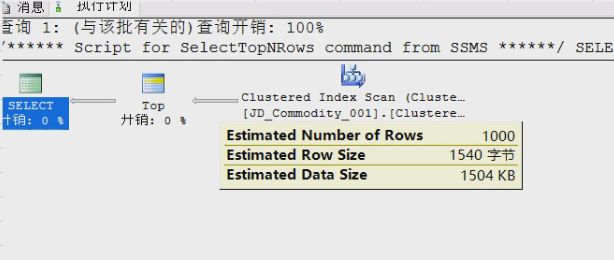 消息 执行计划
查询 1: (与该批有关的)查询开销: 100%
/****** Script for SelectTopNRows command from SSMS ******/ SELE
SELECT
开销: 0 %
Top
开销: 0 %
Clustered Index Scan (Cluste…
[JD_Commodity_001].[Clustere…
Estimated Number of Rows 1000
Estimated Row Size 1540 字节
Estimated Data Size 1504 KB